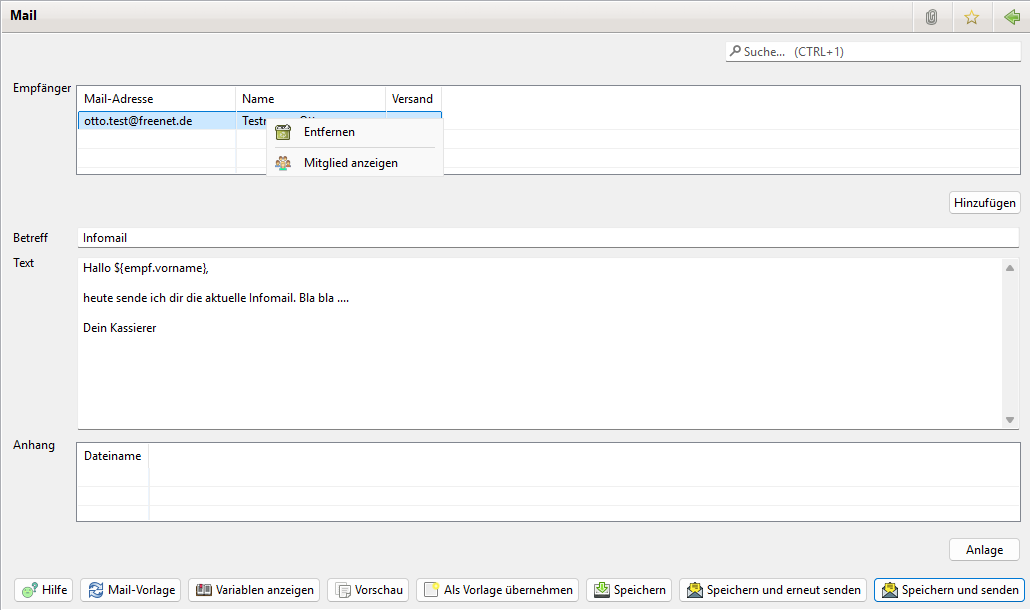 Mail
Suche... (CTRL+1)
Empfänger
Mail-Adresse Name Versand
otto.test@freenet.de
Entfernen
Mitglied anzeigen
Hinzufügen
Betreff Infomail
Text Hallo ${empf.vorname},
heute sende ich dir die aktuelle Infomail. Bla bla ....
Dein Kassierer
Anhang
Dateiname
Anlage
Hilfe Mail-Vorlage Variablen anzeigen Vorschau Als Vorlage übernehmen Speichern Speichern und erneut senden Speichern und senden